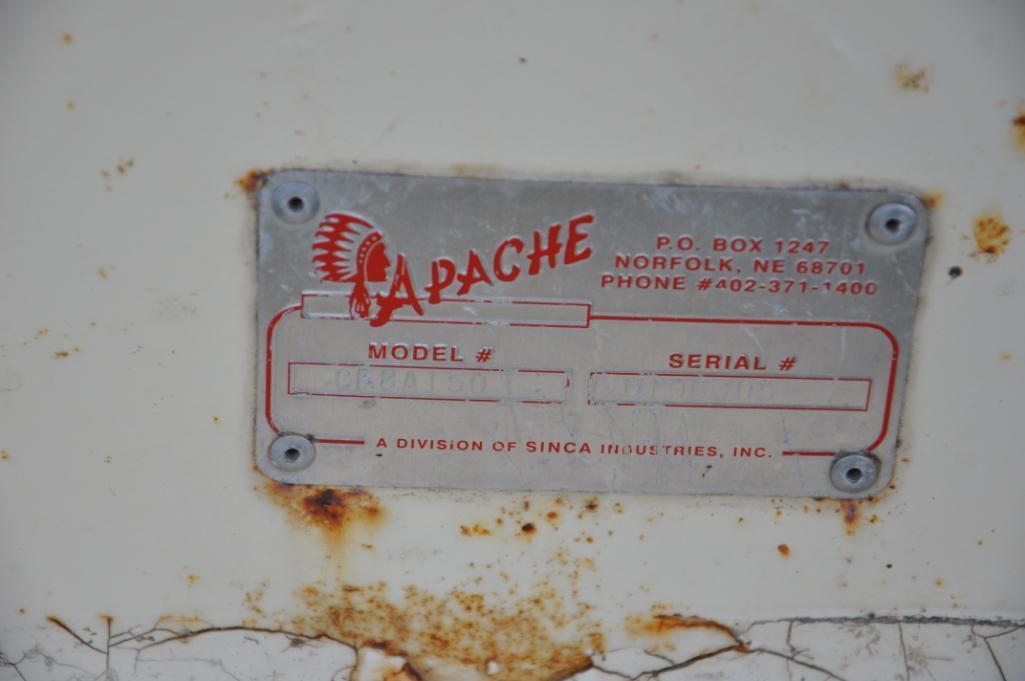 APACHE
P.O. BOX 1247
NORFOLK, NE 68701
PHONE #402-371-1400
MODEL #
SERIAL #
A DIVISION OF SINCA INDUSTRIES, INC.